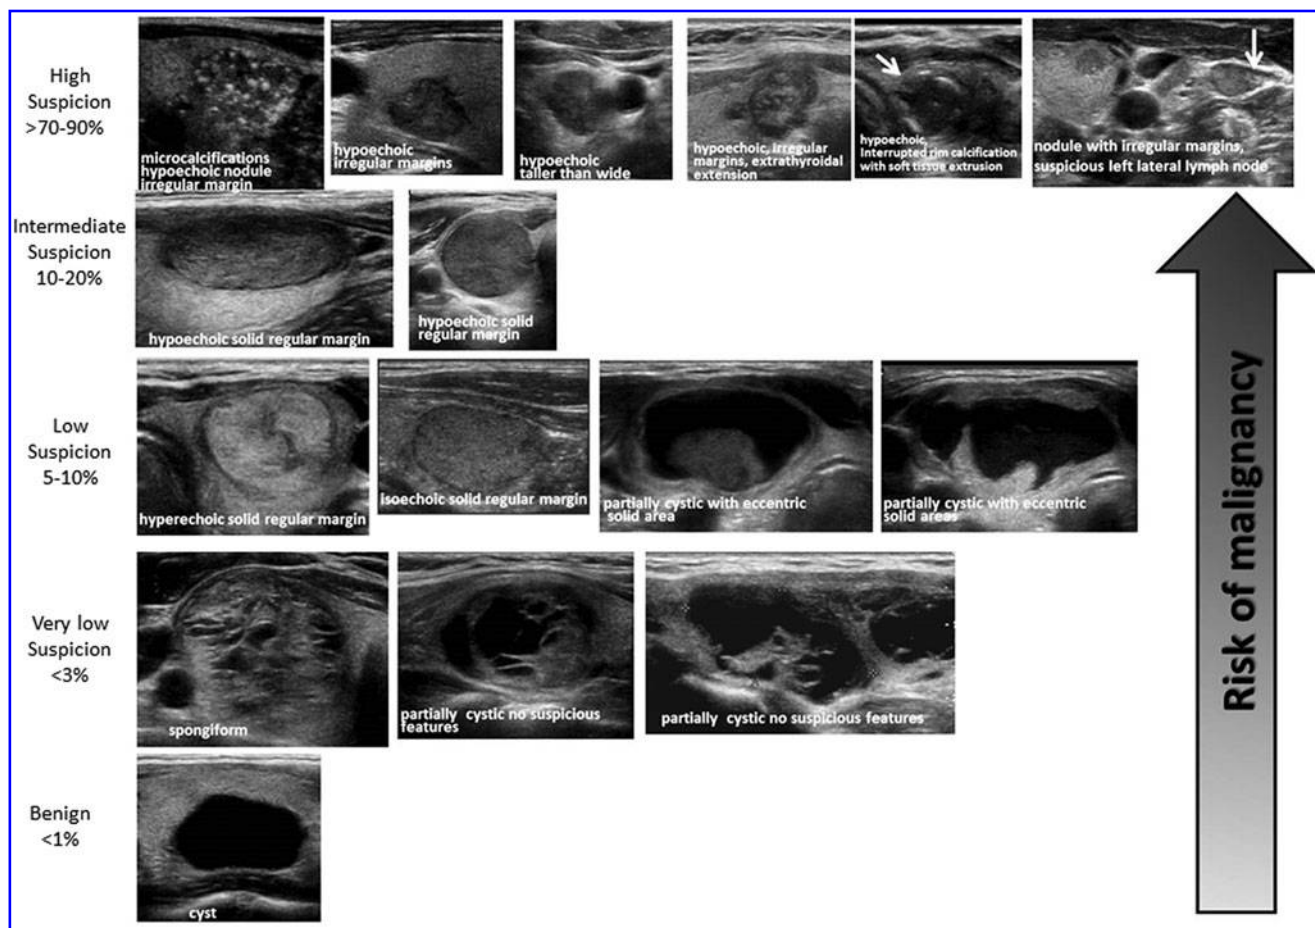 High
Suspicion
>70-90%
microcalcifications
hypoechoic nodule
irregular margin
hypoechoic
irregular margins
hypoechoic
taller than wide
hypoechoic, irregular
margins, extrathyroidal
extension
hypoechoic,
Interrupted rim calcification
with soft tissue extrusion
nodule with irregular margins,
suspicious left lateral lymph node
Intermediate
Suspicion
10-20%
hypoechoic solid regular margin
hypoechoic solid
regular margin
Low
Suspicion
5-10%
hyperechoic solid regular margin
isoechoic solid regular margin
partially cystic with eccentric
solid area
partially cystic with eccentric
solid areas
Very low
Suspicion
<3%
spongiform
partially cystic no suspicious
features
partially cystic no suspicious features
Benign
<1%
cyst
Risk of malignancy